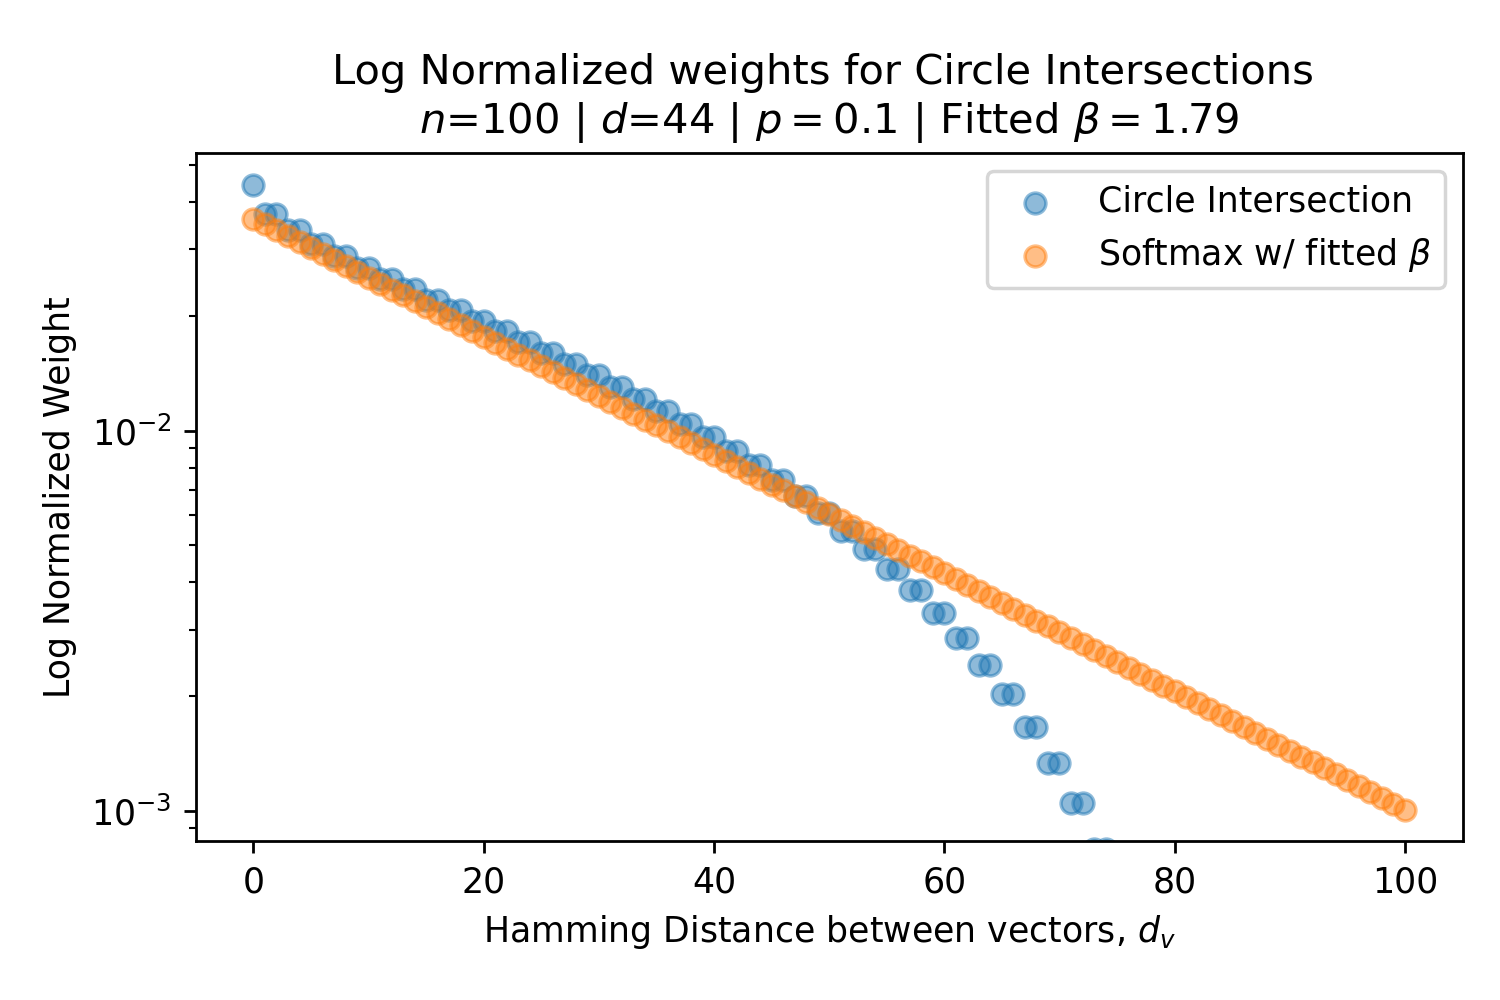 Log Normalized weights for Circle Intersections
n=100 | d=44 | p = 0.1 | Fitted β = 1.79
Circle Intersection
Softmax w/ fitted β
Log Normalized Weight
10⁻²
10⁻³
0 20 40 60 80 100
Hamming Distance between vectors, dᵥ